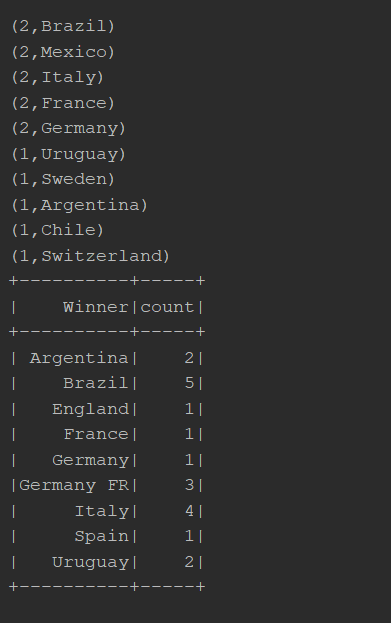 (2,Brazil)
(2,Mexico)
(2,Italy)
(2,France)
(2,Germany)
(1,Uruguay)
(1,Sweden)
(1,Argentina)
(1,Chile)
(1,Switzerland)
+----------+-----+
|    Winner|count|
+----------+-----+
| Argentina|    2|
|    Brazil|    5|
|   England|    1|
|    France|    1|
|   Germany|    1|
|Germany FR|    3|
|     Italy|    4|
|     Spain|    1|
|   Uruguay|    2|
+----------+-----+